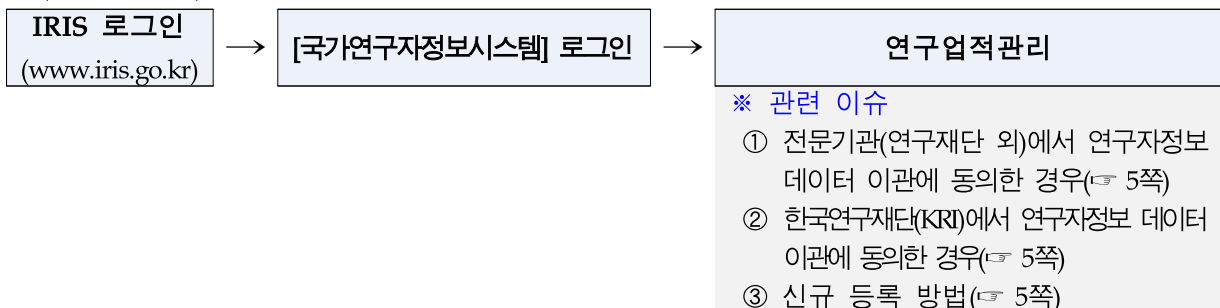 IRIS 로그인
(www.iris.go.kr)
→
[국가연구자정보시스템] 로그인
→
연구업적관리
※ 관련 이슈
① 전문기관(연구재단 외)에서 연구자정보
데이터 이관에 동의한 경우(☞ 5쪽)
② 한국연구재단(KRI)에서 연구자정보 데이터
이관에 동의한 경우(☞ 5쪽)
③ 신규 등록 방법(☞ 5쪽)